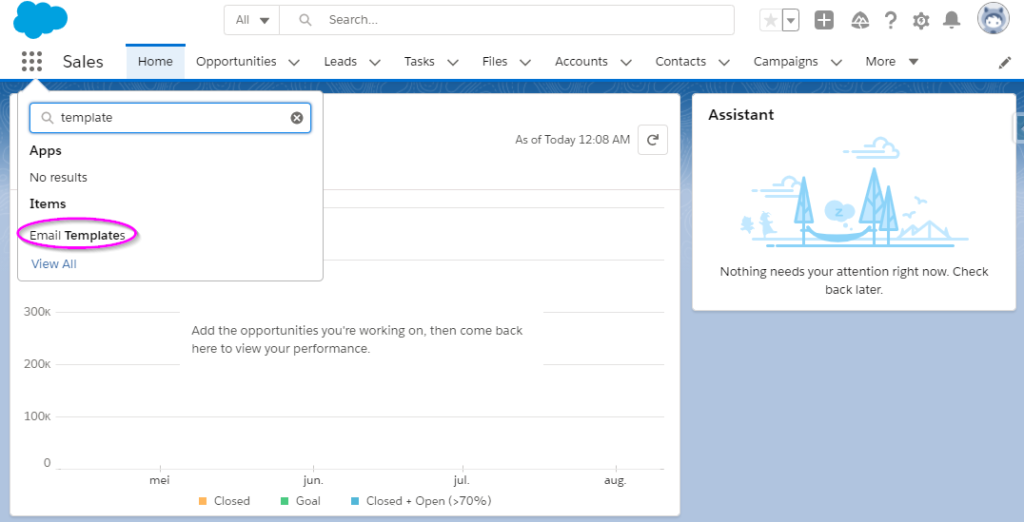 All
Search...
Sales
Home
Opportunities
Leads
Tasks
Files
Accounts
Contacts
Campaigns
More
template
Apps
No results
Items
Email Templates
View All
As of Today 12:08 AM
300K
200K
100K
0
Add the opportunities you're working on, then come back
here to view your performance.
mei
jun.
jul.
aug.
Closed
Goal
Closed + Open (>70%)
Assistant
z
Nothing needs your attention right now. Check
back later.